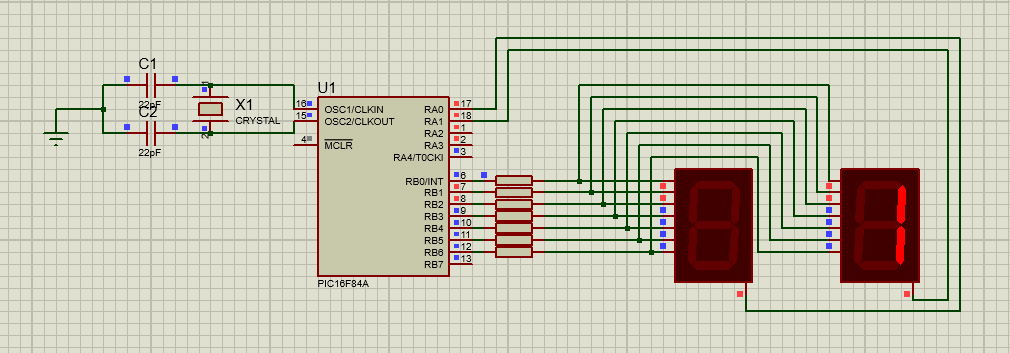 C1
22pF
C2
22pF
1
2
X1
CRYSTAL
U1
16 OSC1/CLKIN
15 OSC2/CLKOUT
4 MCLR
RA0 17
RA1 18
RA2 1
RA3 2
RA4/T0CKI 3
RB0/INT 6
RB1 7
RB2 8
RB3 9
RB4 10
RB5 11
RB6 12
RB7 13
PIC16F84A